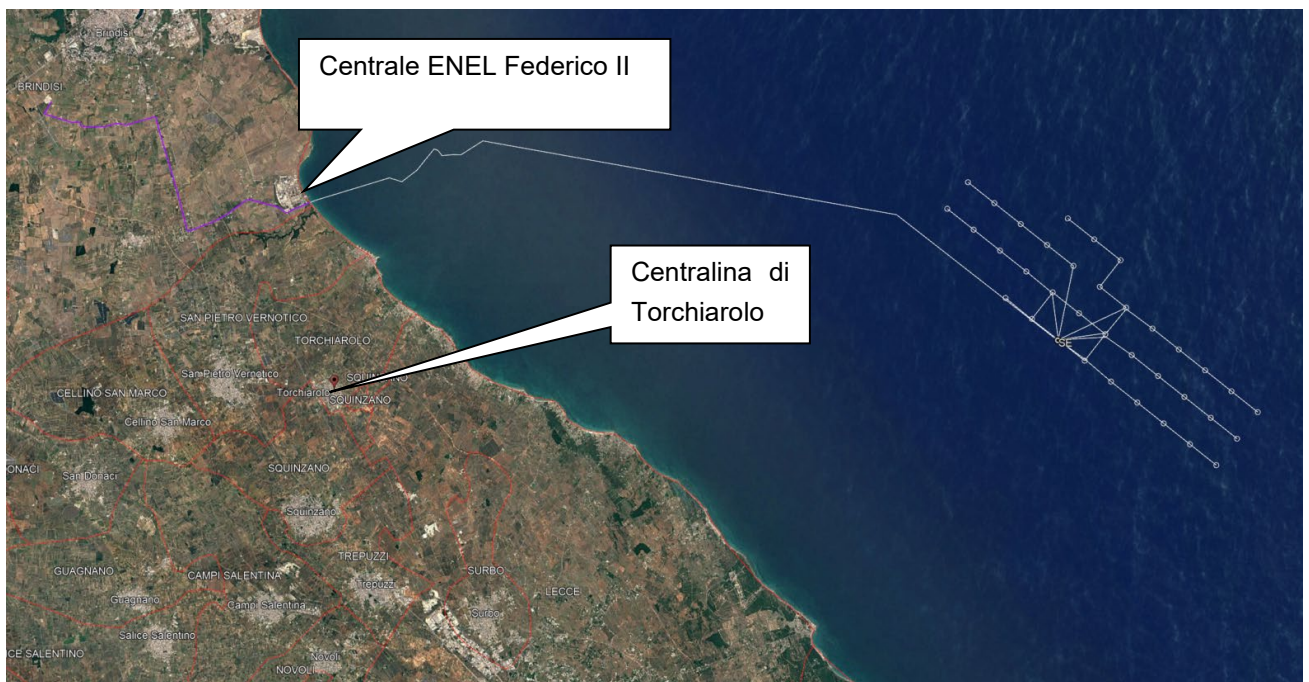 Brindisi
BRINDISI
Centrale ENEL Federico II
Centralina di
Torchiarolo
SE
SAN PIETRO VERNOTICO
TORCHIAROLO
San Pietro Vernotico
SQUINZANO
Torchiarolo
SQUINZANO
CELLINO SAN MARCO
Cellino San Marco
ONACI
San Donaci
SQUINZANO
Squinzano
TREPUZZI
GUAGNANO
CAMPI SALENTINA
SURBO
Trepuzzi
LECCE
Guagnano
Campi Salentina
Surbo
Salice Salentino
CE SALENTINO
Novoli
NOVOLI